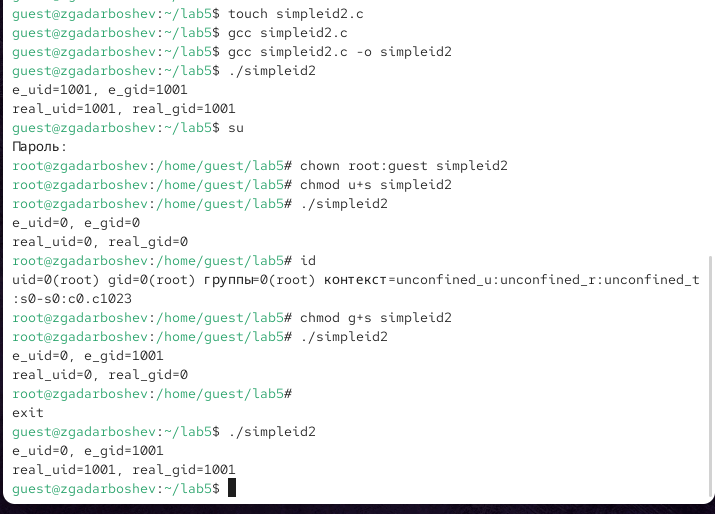 guest@zgadarboshev:~/lab5$ touch simpleid2.c
guest@zgadarboshev:~/lab5$ gcc simpleid2.c
guest@zgadarboshev:~/lab5$ gcc simpleid2.c -o simpleid2
guest@zgadarboshev:~/lab5$ ./simpleid2
e_uid=1001, e_gid=1001
real_uid=1001, real_gid=1001
guest@zgadarboshev:~/lab5$ su
Пароль:
root@zgadarboshev:/home/guest/lab5# chown root:guest simpleid2
root@zgadarboshev:/home/guest/lab5# chmod u+s simpleid2
root@zgadarboshev:/home/guest/lab5# ./simpleid2
e_uid=0, e_gid=0
real_uid=0, real_gid=0
root@zgadarboshev:/home/guest/lab5# id
uid=0(root) gid=0(root) группы=0(root) контекст=unconfined_u:unconfined_r:unconfined_t
:s0-s0:c0.c1023
root@zgadarboshev:/home/guest/lab5# chmod g+s simpleid2
root@zgadarboshev:/home/guest/lab5# ./simpleid2
e_uid=0, e_gid=1001
real_uid=0, real_gid=0
root@zgadarboshev:/home/guest/lab5#
exit
guest@zgadarboshev:~/lab5$ ./simpleid2
e_uid=0, e_gid=1001
real_uid=1001, real_gid=1001
guest@zgadarboshev:~/lab5$